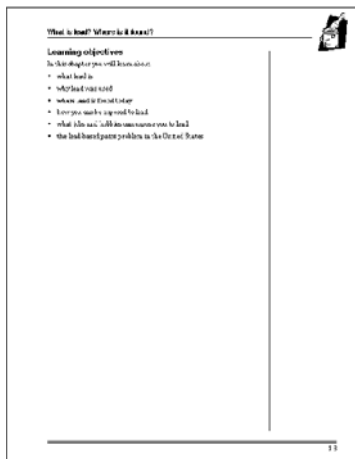 What is lead? Where is it found?
Learning objectives
In this chapter you will learn about:
• what lead is
• why lead was used
• where lead is found today
• how you can be exposed to lead
• what jobs and hobbies can expose you to lead
• the lead-based paint problem in the United States